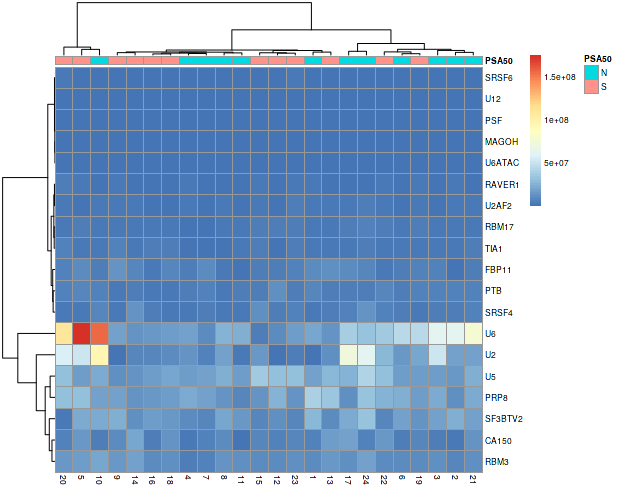 PSA50
SRSF6
U12
PSF
MAGOH
U6ATAC
RAVER1
U2AF2
RBM17
TIA1
FBP11
PTB
SRSF4
U6
U2
U5
PRP8
SF3BTV2
CA150
RBM3
20 5 10 9 14 16 18 4 7 8 11 15 12 23 1 13 17 24 22 6 19 3 2 21
1.5e+08
1e+08
5e+07
PSA50
N
S